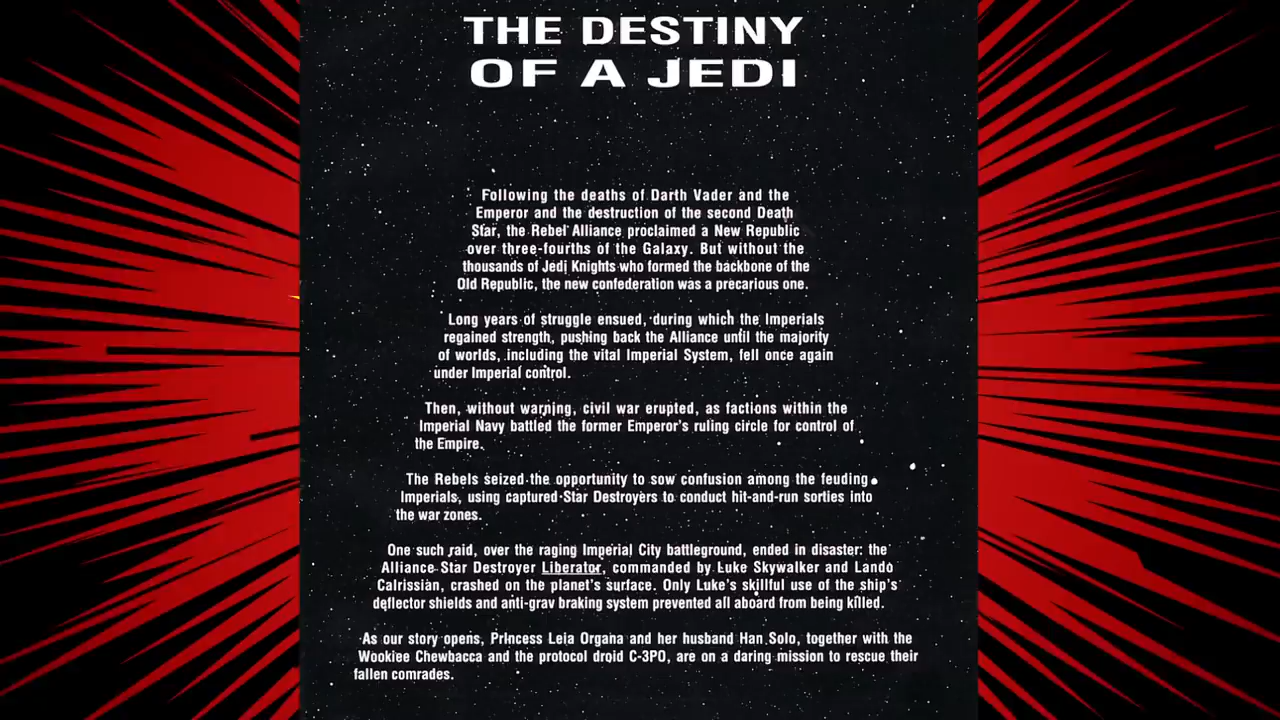 THE DESTINY
OF A JEDI
Following the deaths of Darth Vader and the
Emperor and the destruction of the second Death
Star, the Rebel Alliance proclaimed a New Republic
over three-fourths of the Galaxy. But without the
thousands of Jedi Knights who formed the backbone of the
Old Republic, the new confederation was a precarious one.
Long years of struggle ensued, during which the Imperials
regained strength, pushing back the Alliance until the majority
of worlds, including the vital Imperial System, fell once again
under Imperial control.
Then, without warning, civil war erupted, as factions within the
Imperial Navy battled the former Emperor's ruling circle for control of
the Empire.
The Rebels seized the opportunity to sow confusion among the feuding
Imperials, using captured Star Destroyers to conduct hit-and-run sorties into
the war zones.
One such raid, over the raging Imperial City battleground, ended in disaster: the
Alliance Star Destroyer Liberator, commanded by Luke Skywalker and Lando
Calrissian, crashed on the planet's surface. Only Luke's skillful use of the ship's
deflector shields and anti-grav braking system prevented all aboard from being killed.
As our story opens, Princess Leia Organa and her husband Han Solo, together with the
Wookiee Chewbacca and the protocol droid C-3PO, are on a daring mission to rescue their
fallen comrades.